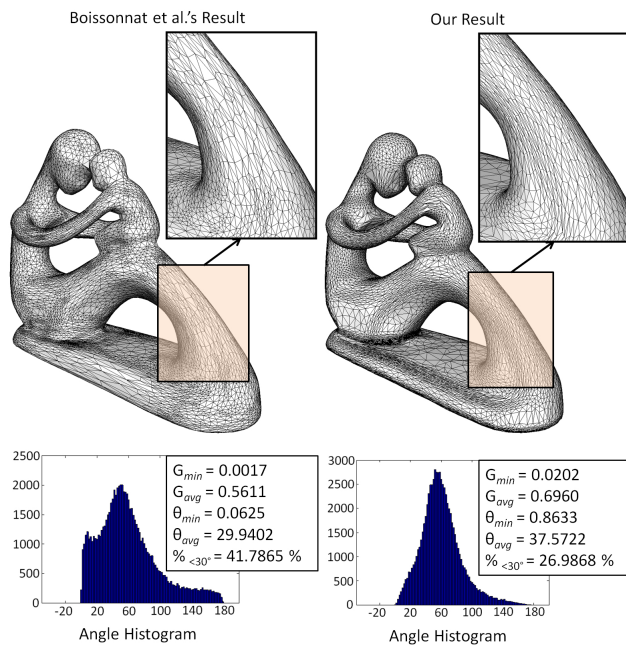 Boissonnat et al.'s Result
Our Result
2500
2000
1500
1000
500
0
-20 20 60 100 140 180
Angle Histogram
G_min = 0.0017
G_avg = 0.5611
θ_min = 0.0625
θ_avg = 29.9402
% <30° = 41.7865 %
3000
2500
2000
1500
1000
500
0
-20 20 60 100 140 180
Angle Histogram
G_min = 0.0202
G_avg = 0.6960
θ_min = 0.8633
θ_avg = 37.5722
% <30° = 26.9868 %